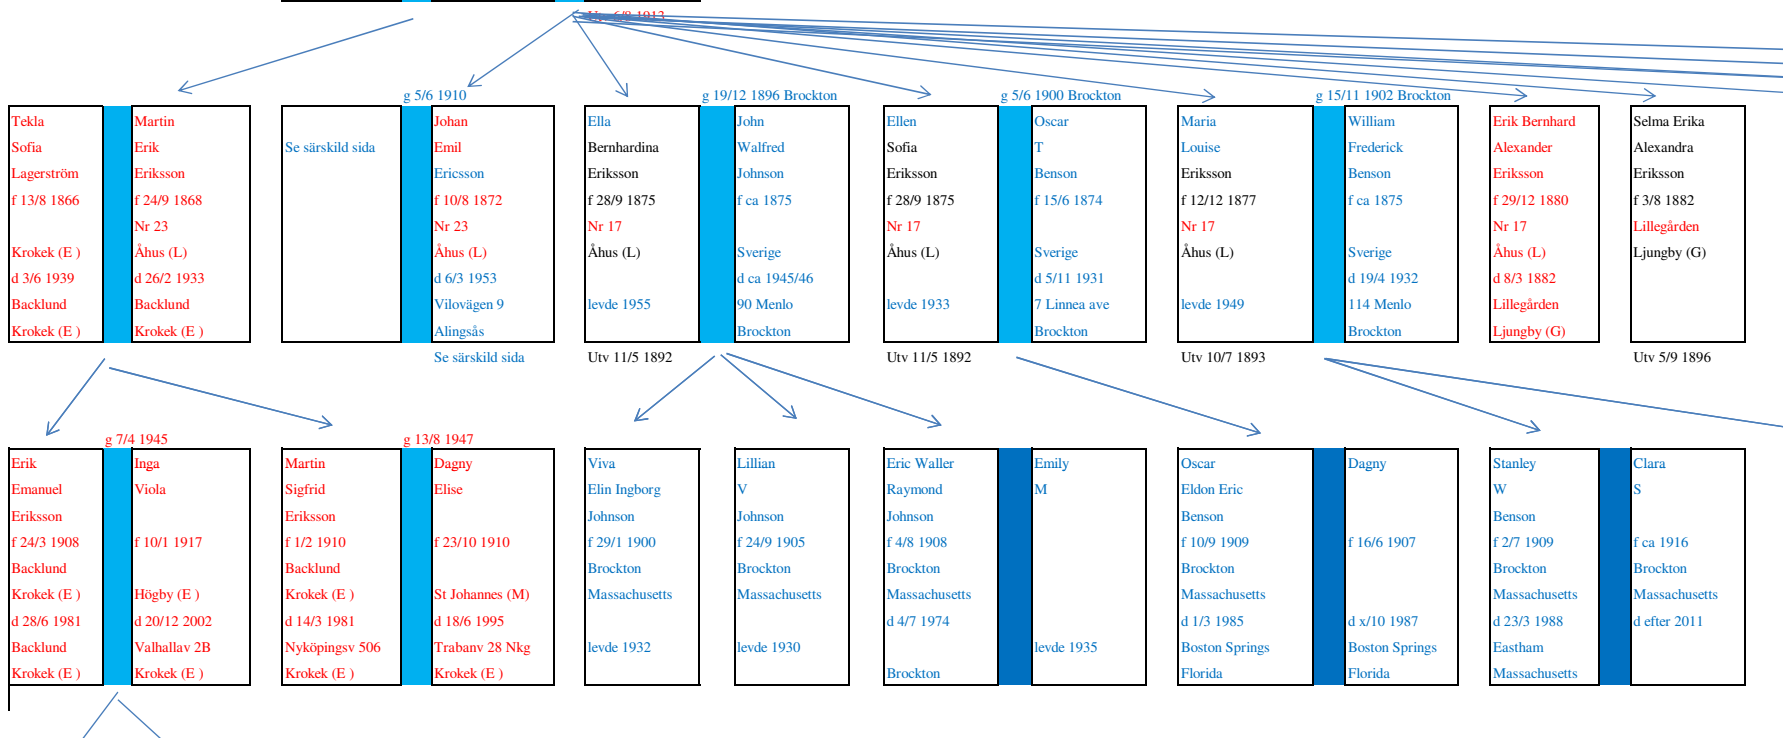 Utv 6/9 1913
g 5/6 1910
g 19/12 1896 Brockton
g 5/6 1900 Brockton
g 15/11 1902 Brockton
Tekla
Sofia
Lagerström
f 13/8 1866
Krokek (E )
d 3/6 1939
Backlund
Krokek (E )
Martin
Erik
Eriksson
f 24/9 1868
Nr 23
Åhus (L)
d 26/2 1933
Backlund
Krokek (E )
Se särskild sida
Johan
Emil
Ericsson
f 10/8 1872
Nr 23
Åhus (L)
d 6/3 1953
Vilovägen 9
Alingsås
Se särskild sida
Ella
Bernhardina
Eriksson
f 28/9 1875
Nr 17
Åhus (L)
levde 1955
Utv 11/5 1892
John
Walfred
Johnson
f ca 1875
Sverige
d ca 1945/46
90 Menlo
Brockton
Ellen
Sofia
Eriksson
f 28/9 1875
Nr 17
Åhus (L)
levde 1933
Utv 11/5 1892
Oscar
T
Benson
f 15/6 1874
Sverige
d 5/11 1931
7 Linnea ave
Brockton
Maria
Louise
Eriksson
f 12/12 1877
Nr 17
Åhus (L)
levde 1949
Utv 10/7 1893
William
Frederick
Benson
f ca 1875
Sverige
d 19/4 1932
114 Menlo
Brockton
Erik Bernhard
Alexander
Eriksson
f 29/12 1880
Nr 17
Åhus (L)
d 8/3 1882
Lillegården
Ljungby (G)
Selma Erika
Alexandra
Eriksson
f 3/8 1882
Lillegården
Ljungby (G)
Utv 5/9 1896
g 7/4 1945
g 13/8 1947
Erik
Emanuel
Eriksson
f 24/3 1908
Backlund
Krokek (E )
d 28/6 1981
Backlund
Krokek (E )
Inga
Viola
f 10/1 1917
Högby (E )
d 20/12 2002
Valhallav 2B
Krokek (E )
Martin
Sigfrid
Eriksson
f 1/2 1910
Backlund
Krokek (E )
d 14/3 1981
Nyköpingsv 506
Krokek (E )
Dagny
Elise
f 23/10 1910
St Johannes (M)
d 18/6 1995
Trabanv 28 Nkg
Krokek (E )
Viva
Elin Ingborg
Johnson
f 29/1 1900
Brockton
Massachusetts
levde 1932
Lillian
V
Johnson
f 24/9 1905
Brockton
Massachusetts
levde 1930
Eric Waller
Raymond
Johnson
f 4/8 1908
Brockton
Massachusetts
d 4/7 1974
Brockton
Emily
M
levde 1935
Oscar
Eldon Eric
Benson
f 10/9 1909
Brockton
Massachusetts
d 1/3 1985
Boston Springs
Florida
Dagny
f 16/6 1907
d x/10 1987
Boston Springs
Florida
Stanley
W
Benson
f 2/7 1909
Brockton
Massachusetts
d 23/3 1988
Eastham
Massachusetts
Clara
S
f ca 1916
Brockton
Massachusetts
d efter 2011